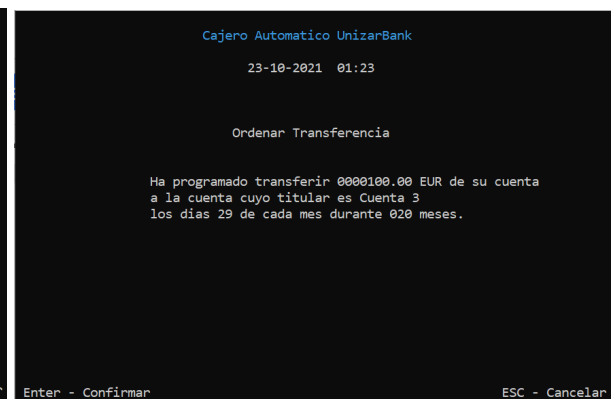 Cajero Automatico UnizarBank
23-10-2021 01:23
Ordenar Transferencia
Ha programado transferir 0000100.00 EUR de su cuenta
a la cuenta cuyo titular es Cuenta 3
los dias 29 de cada mes durante 020 meses.
Enter - Confirmar
ESC - Cancelar